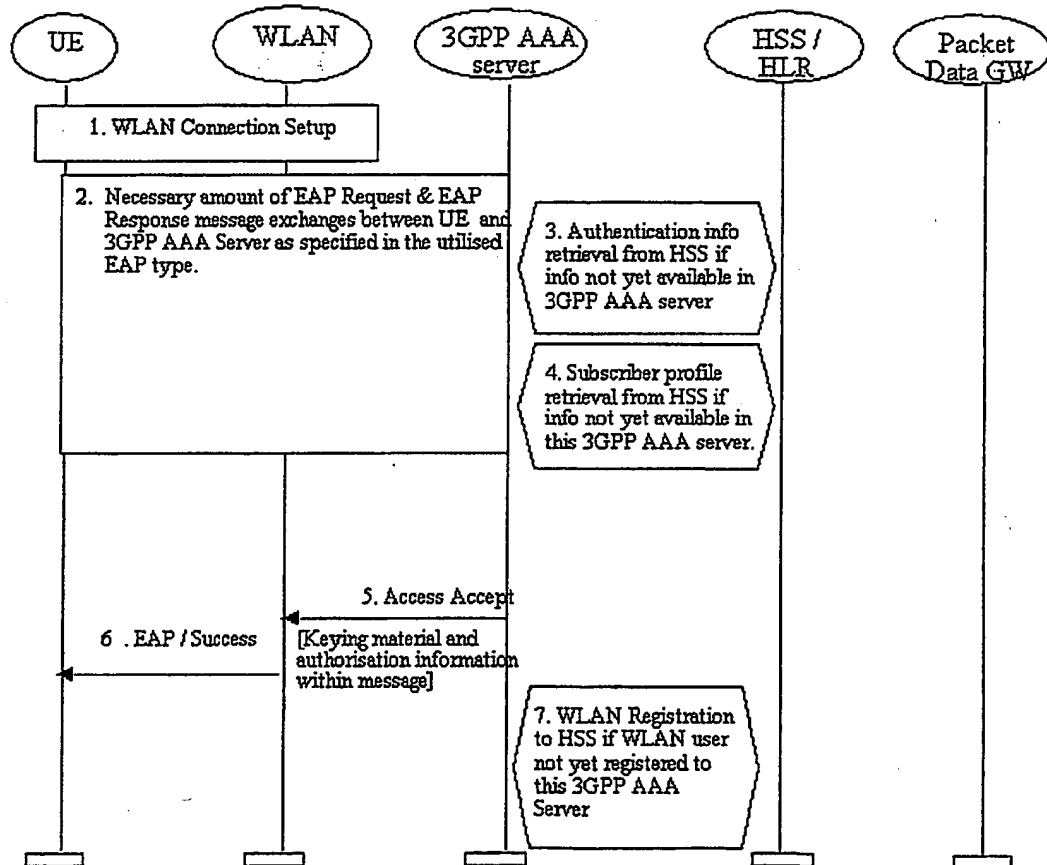 UE
WLAN
3GPP AAA
server
HSS /
HLR
Packet
Data GW
1. WLAN Connection Setup
2. Necessary amount of EAP Request & EAP
Response message exchanges between UE and
3GPP AAA Server as specified in the utilised
EAP type.
3. Authentication info
retrieval from HSS if
info not yet available in
3GPP AAA server
4. Subscriber profile
retrieval from HSS if
info not yet available in
this 3GPP AAA server.
5. Access Accept
6 . EAP / Success
[Keying material and
authorisation information
within message]
7. WLAN Registration
to HSS if WLAN user
not yet registered to
this 3GPP AAA
Server